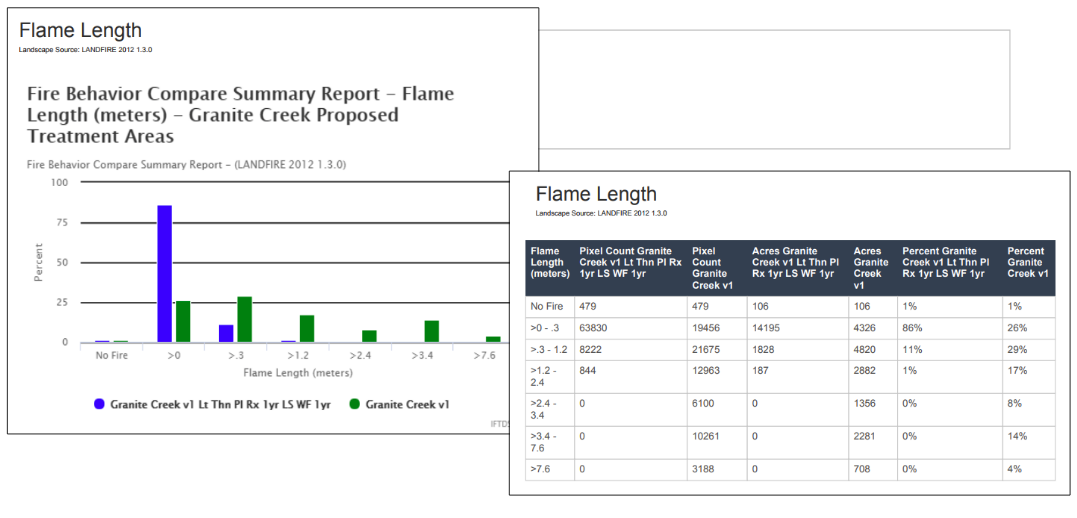 Flame Length
Landscape Source: LANDFIRE 2012 1.3.0
Fire Behavior Compare Summary Report – Flame
Length (meters) – Granite Creek Proposed
Treatment Areas
Fire Behavior Compare Summary Report – (LANDFIRE 2012 1.3.0)
100
75
50
25
0
Percent
No Fire >0 >.3 >1.2 >2.4 >3.4 >7.6
Flame Length (meters)
Granite Creek v1 Lt Thn Pl Rx 1yr LS WF 1yr Granite Creek v1
IFTDS
Flame Length
Landscape Source: LANDFIRE 2012 1.3.0
Flame Length (meters) Pixel Count Granite Creek v1 Lt Thn Pl Rx 1yr LS WF 1yr Pixel Count Granite Creek v1 Acres Granite Creek v1 Lt Thn Pl Rx 1yr LS WF 1yr Acres Granite Creek v1 Percent Granite Creek v1 Lt Thn Pl Rx 1yr LS WF 1yr Percent Granite Creek v1
No Fire 479 479 106 106 1% 1%
>0 - .3 63830 19456 14195 4326 86% 26%
>.3 - 1.2 8222 21675 1828 4820 11% 29%
>1.2 - 2.4 844 12963 187 2882 1% 17%
>2.4 - 3.4 0 6100 0 1356 0% 8%
>3.4 - 7.6 0 10261 0 2281 0% 14%
>7.6 0 3188 0 708 0% 4%